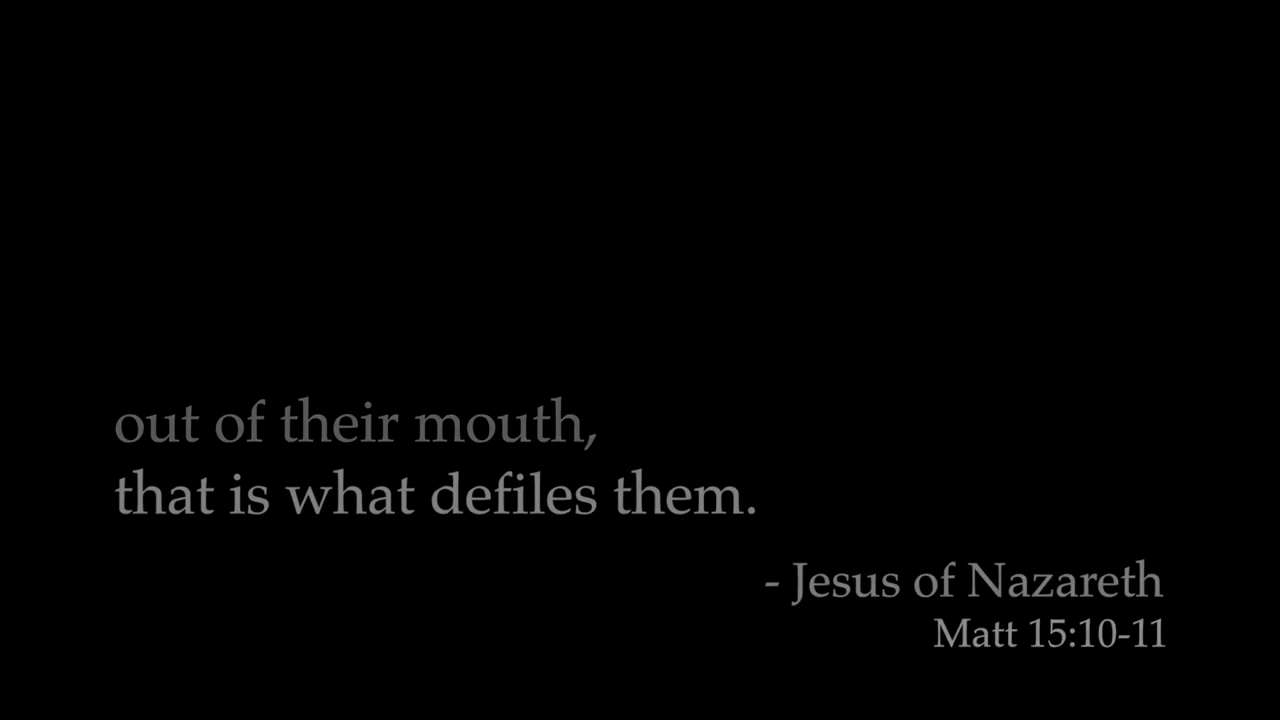 out of their mouth,
that is what defiles them.
- Jesus of Nazareth
Matt 15:10-11